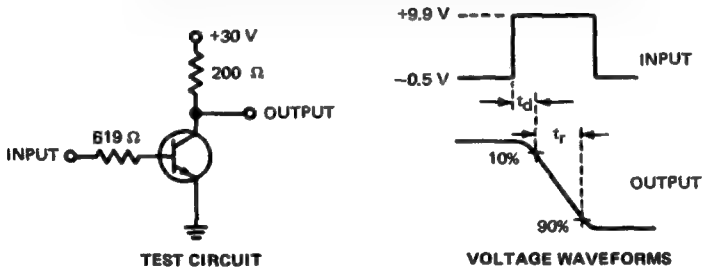 +30 V
200 Ω
OUTPUT
619 Ω
INPUT
TEST CIRCUIT
+9.9 V
INPUT
–0.5 V
td
tr
10%
OUTPUT
90%
VOLTAGE WAVEFORMS